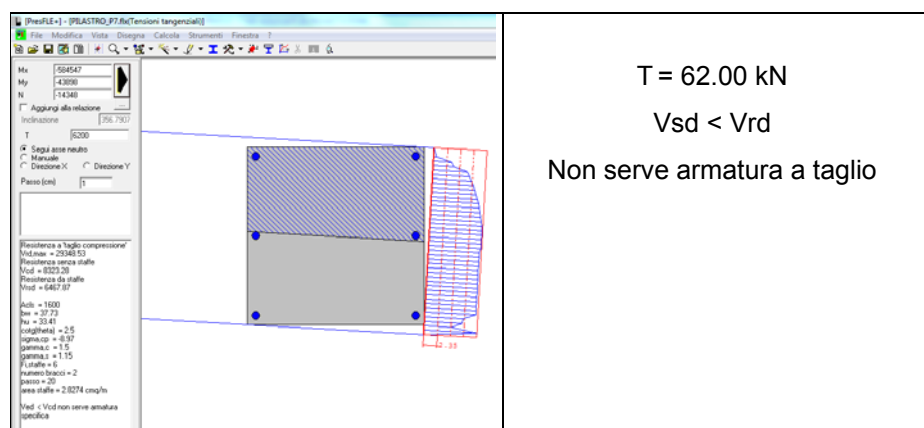 [PresFLE+] - [PILASTRO_P7.flx(Tensioni tangenziali)]
File Modifica Vista Disegna Calcola Strumenti Finestra ?
Mx -584547
My -43890
N -14348
Aggiungi alla relazione ...
Inclinazione 356.7907
T 6200
Segui asse neutro
Manuale
Direzione X Direzione Y
Passo (cm) 1
Resistenza a 'taglio compressione'
Vrd,max = 29348.53
Resistenza senza staffe
Vcd = 8323.28
Resistenza da staffe
Vrsd = 6467.87
Acls = 1600
bw = 37.73
hu = 33.41
cotg(theta) = 2.5
sigma,cp = -8.97
gamma,c = 1.5
gamma,s = 1.15
Fi,staffe = 6
numero bracci = 2
passo = 20
area staffe = 2.8274 cmq/m
Ved < Vcd non serve armatura
specifica
2.35
T = 62.00 kN
Vsd < Vrd
Non serve armatura a taglio